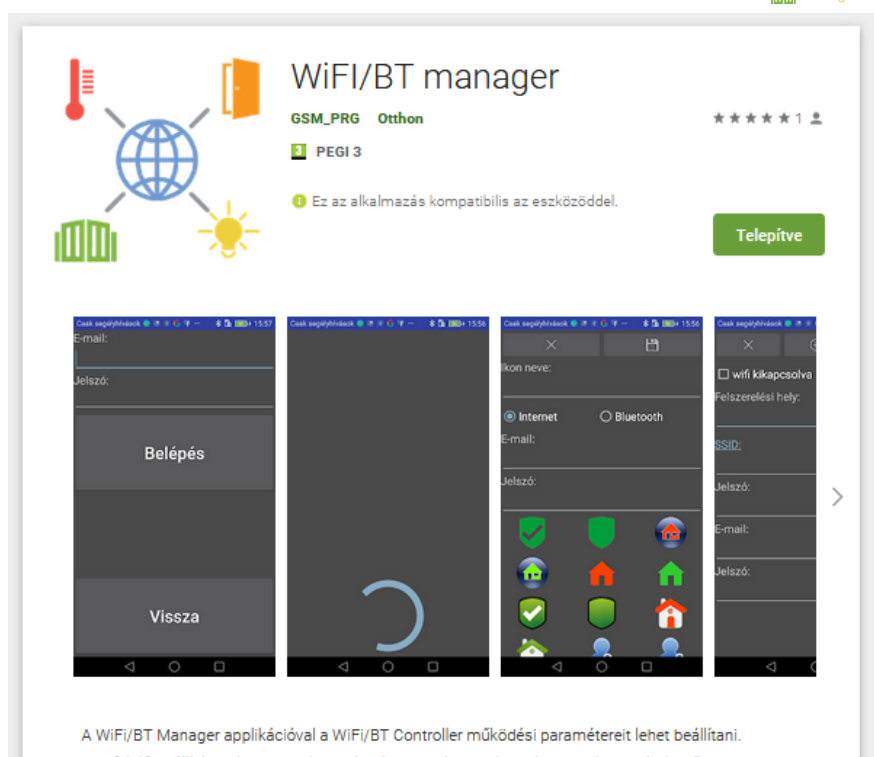 WiFI/BT manager
GSM_PRG Otthon
1
3 PEGI 3
Ez az alkalmazás kompatibilis az eszközöddel.
Telepítve
Csak segélyhívások 15:57
E-mail:
Jelszó:
Belépés
Vissza
Csak segélyhívások 15:56
Csak segélyhívások 15:56
Ikon neve:
Internet Bluetooth
E-mail:
Jelszó:
Csak segélyhívások
wifi kikapcsolva
Felszerelési hely:
SSID:
Jelszó:
E-mail:
Jelszó:
A WiFi/BT Manager applikációval a WiFi/BT Controller működési paramétereit lehet beállítani.